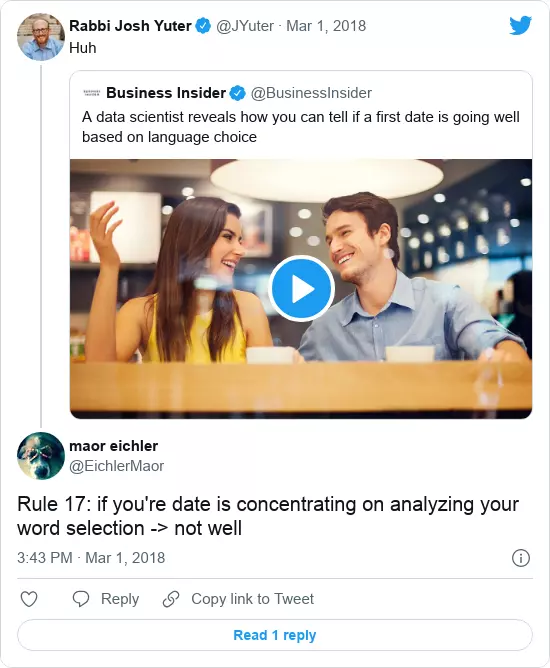 Rabbi Josh Yuter @JYuter · Mar 1, 2018
Huh
Business Insider @BusinessInsider
A data scientist reveals how you can tell if a first date is going well
based on language choice
maor eichler
@EichlerMaor
Rule 17: if you're date is concentrating on analyzing your
word selection -> not well
3:43 PM · Mar 1, 2018
Reply
Copy link to Tweet
Read 1 reply